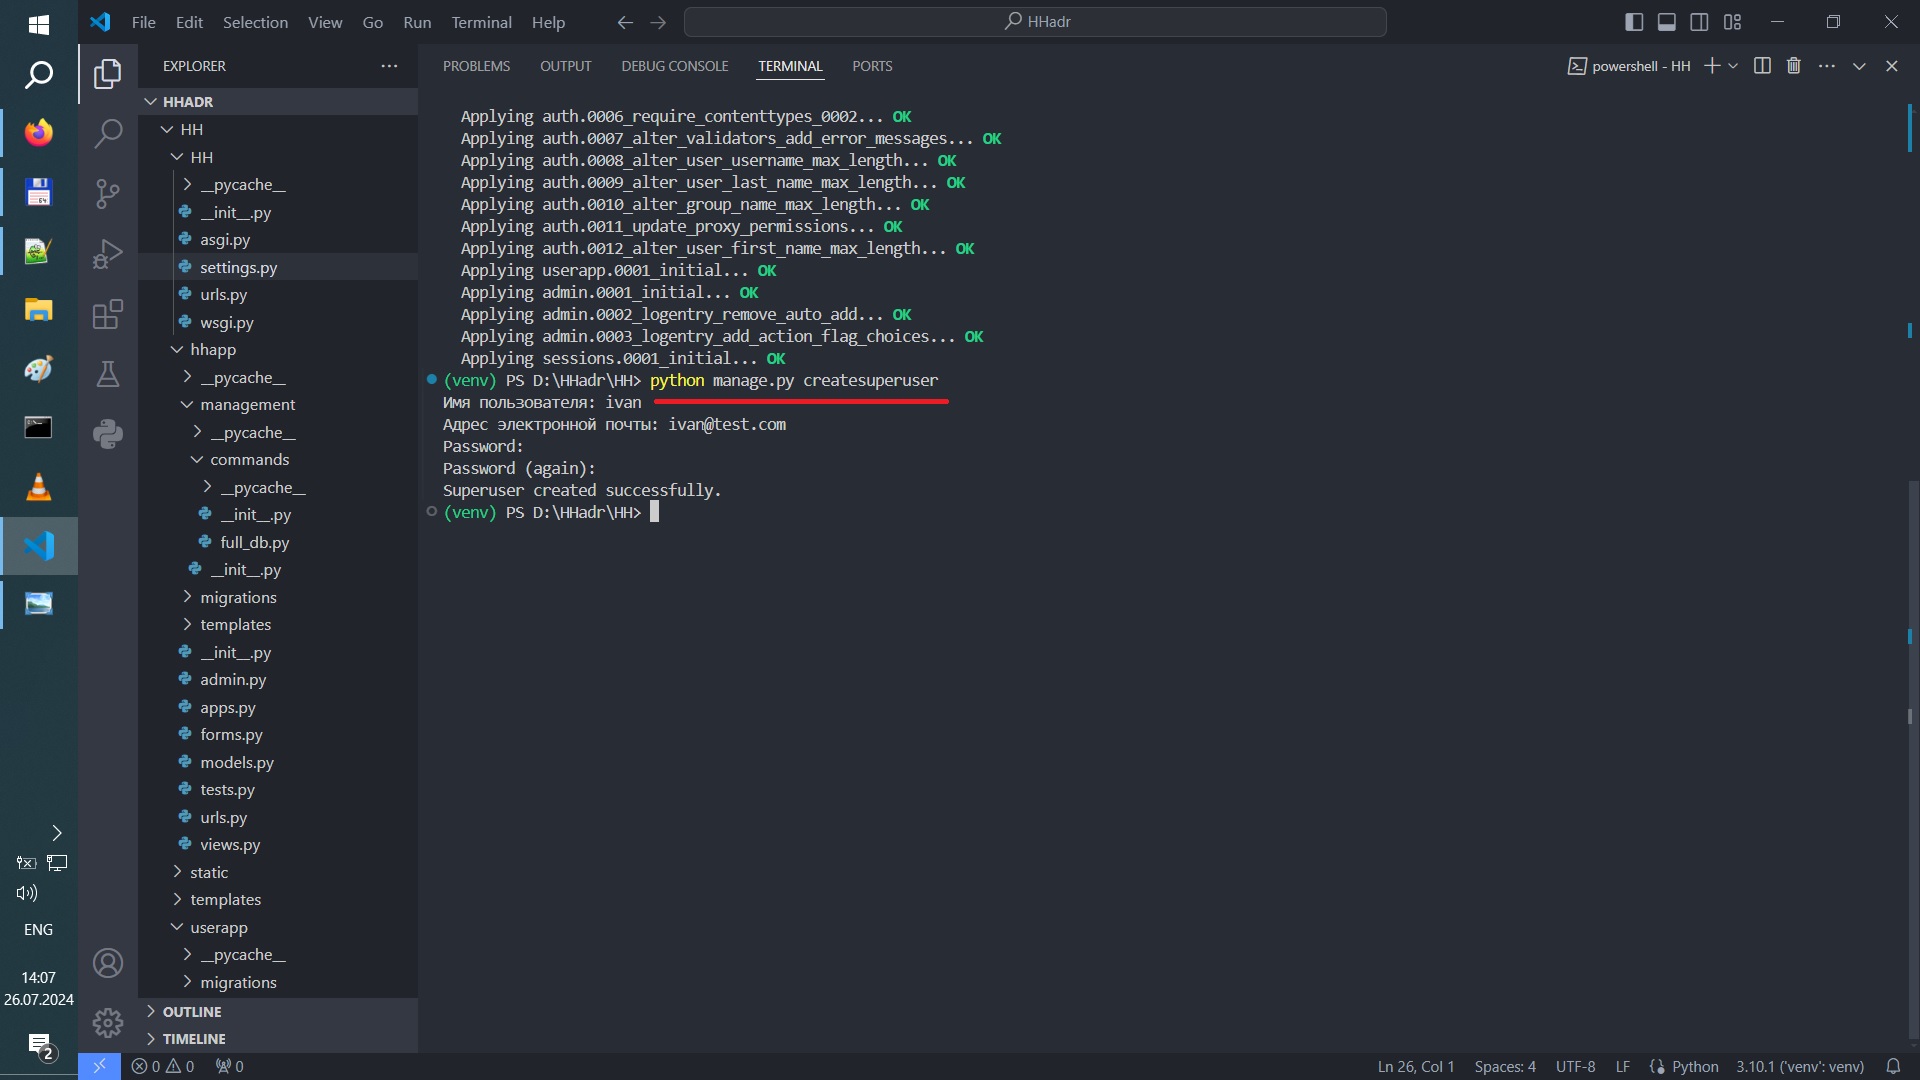 File Edit Selection View Go Run Terminal Help
HHadr
EXPLORER
HHADR
HH
HH
__pycache__
__init__.py
asgi.py
settings.py
urls.py
wsgi.py
hhapp
__pycache__
management
__pycache__
commands
__pycache__
__init__.py
full_db.py
__init__.py
migrations
templates
__init__.py
admin.py
apps.py
forms.py
models.py
tests.py
urls.py
views.py
static
templates
userapp
__pycache__
migrations
OUTLINE
TIMELINE
PROBLEMS OUTPUT DEBUG CONSOLE TERMINAL PORTS
powershell - HH
Applying auth.0006_require_contenttypes_0002... OK
Applying auth.0007_alter_validators_add_error_messages... OK
Applying auth.0008_alter_user_username_max_length... OK
Applying auth.0009_alter_user_last_name_max_length... OK
Applying auth.0010_alter_group_name_max_length... OK
Applying auth.0011_update_proxy_permissions... OK
Applying auth.0012_alter_user_first_name_max_length... OK
Applying userapp.0001_initial... OK
Applying admin.0001_initial... OK
Applying admin.0002_logentry_remove_auto_add... OK
Applying admin.0003_logentry_add_action_flag_choices... OK
Applying sessions.0001_initial... OK
(venv) PS D:\HHadr\HH> python manage.py createsuperuser
Имя пользователя: ivan
Адрес электронной почты: ivan@test.com
Password:
Password (again):
Superuser created successfully.
(venv) PS D:\HHadr\HH>
64
ENG
14:07
26.07.2024
2
0 0 0
Ln 26, Col 1 Spaces: 4 UTF-8 LF Python 3.10.1 ('venv': venv)